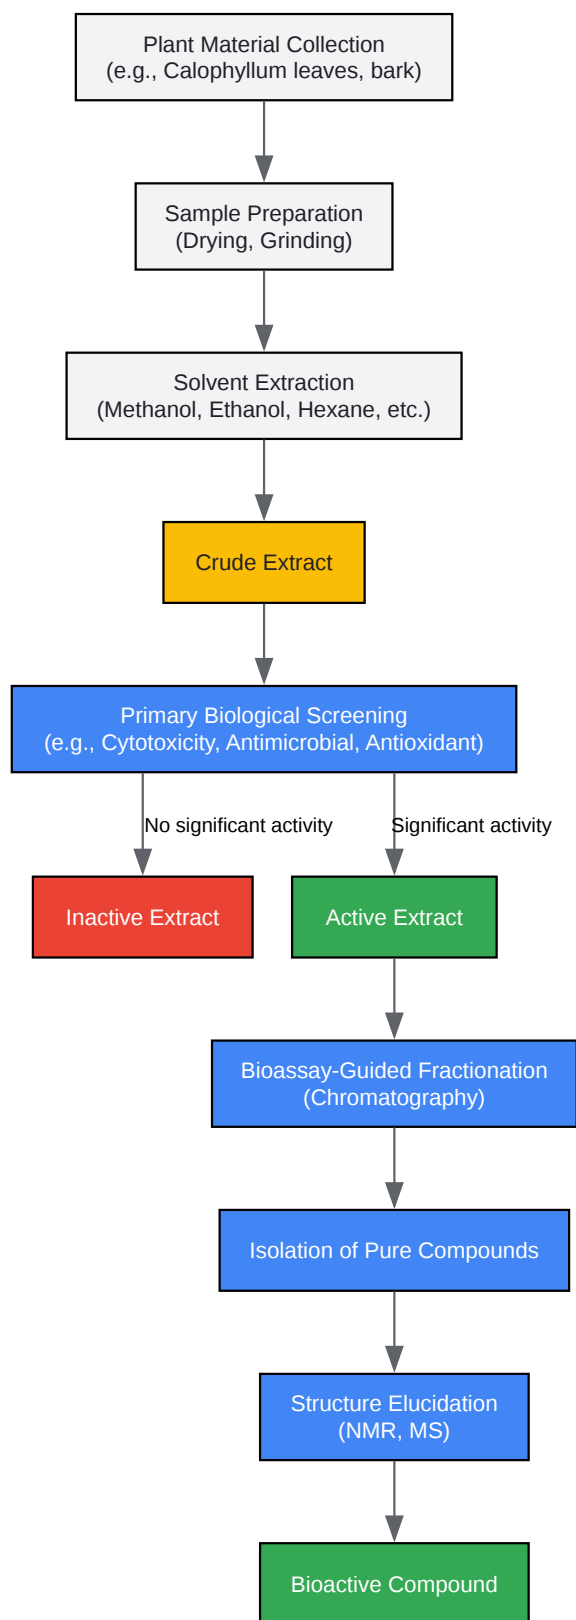 Plant Material Collection
(e.g., Calophyllum leaves, bark)
Sample Preparation
(Drying, Grinding)
Solvent Extraction
(Methanol, Ethanol, Hexane, etc.)
Crude Extract
Primary Biological Screening
(e.g., Cytotoxicity, Antimicrobial, Antioxidant)
No significant activity
Significant activity
Inactive Extract
Active Extract
Bioassay-Guided Fractionation
(Chromatography)
Isolation of Pure Compounds
Structure Elucidation
(NMR, MS)
Bioactive Compound